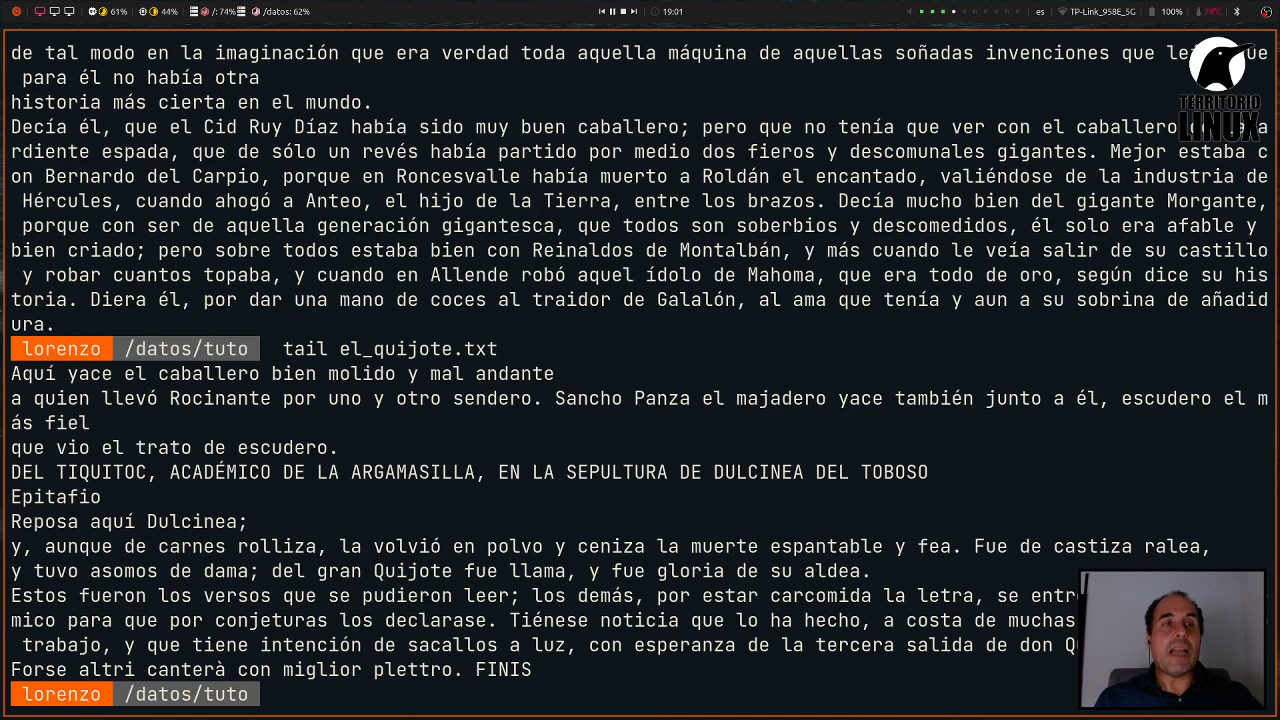 61% 44% /: 74% /datos: 62% 19:01 es TP-Link_958E_5G 100% 74°C
de tal modo en la imaginación que era verdad toda aquella máquina de aquellas soñadas invenciones que
para él no había otra
historia más cierta en el mundo.
Decía él, que el Cid Ruy Díaz había sido muy buen caballero; pero que no tenía que ver con el caballero
rdiente espada, que de sólo un revés había partido por medio dos fieros y descomunales gigantes. Mejor estaba c
on Bernardo del Carpio, porque en Roncesvalle había muerto a Roldán el encantado, valiéndose de la industria de
Hércules, cuando ahogó a Anteo, el hijo de la Tierra, entre los brazos. Decía mucho bien del gigante Morgante,
porque con ser de aquella generación gigantesca, que todos son soberbios y descomedidos, él solo era afable y
bien criado; pero sobre todos estaba bien con Reinaldos de Montalbán, y más cuando le veía salir de su castillo
y robar cuantos topaba, y cuando en Allende robó aquel ídolo de Mahoma, que era todo de oro, según dice su his
toria. Diera él, por dar una mano de coces al traidor de Galalón, al ama que tenía y aun a su sobrina de añadid
ura.
lorenzo /datos/tuto tail el_quijote.txt
Aquí yace el caballero bien molido y mal andante
a quien llevó Rocinante por uno y otro sendero. Sancho Panza el majadero yace también junto a él, escudero el m
ás fiel
que vio el trato de escudero.
DEL TIQUITOC, ACADÉMICO DE LA ARGAMASILLA, EN LA SEPULTURA DE DULCINEA DEL TOBOSO
Epitafio
Reposa aquí Dulcinea;
y, aunque de carnes rolliza, la volvió en polvo y ceniza la muerte espantable y fea. Fue de castiza ralea,
y tuvo asomos de dama; del gran Quijote fue llama, y fue gloria de su aldea.
Estos fueron los versos que se pudieron leer; los demás, por estar carcomida la letra, se entr
mico para que por conjeturas los declarase. Tiénese noticia que lo ha hecho, a costa de muchas
trabajo, y que tiene intención de sacallos a luz, con esperanza de la tercera salida de don Q
Forse altri canterà con miglior plettro. FINIS
lorenzo /datos/tuto
TERRITORIO
LINUX